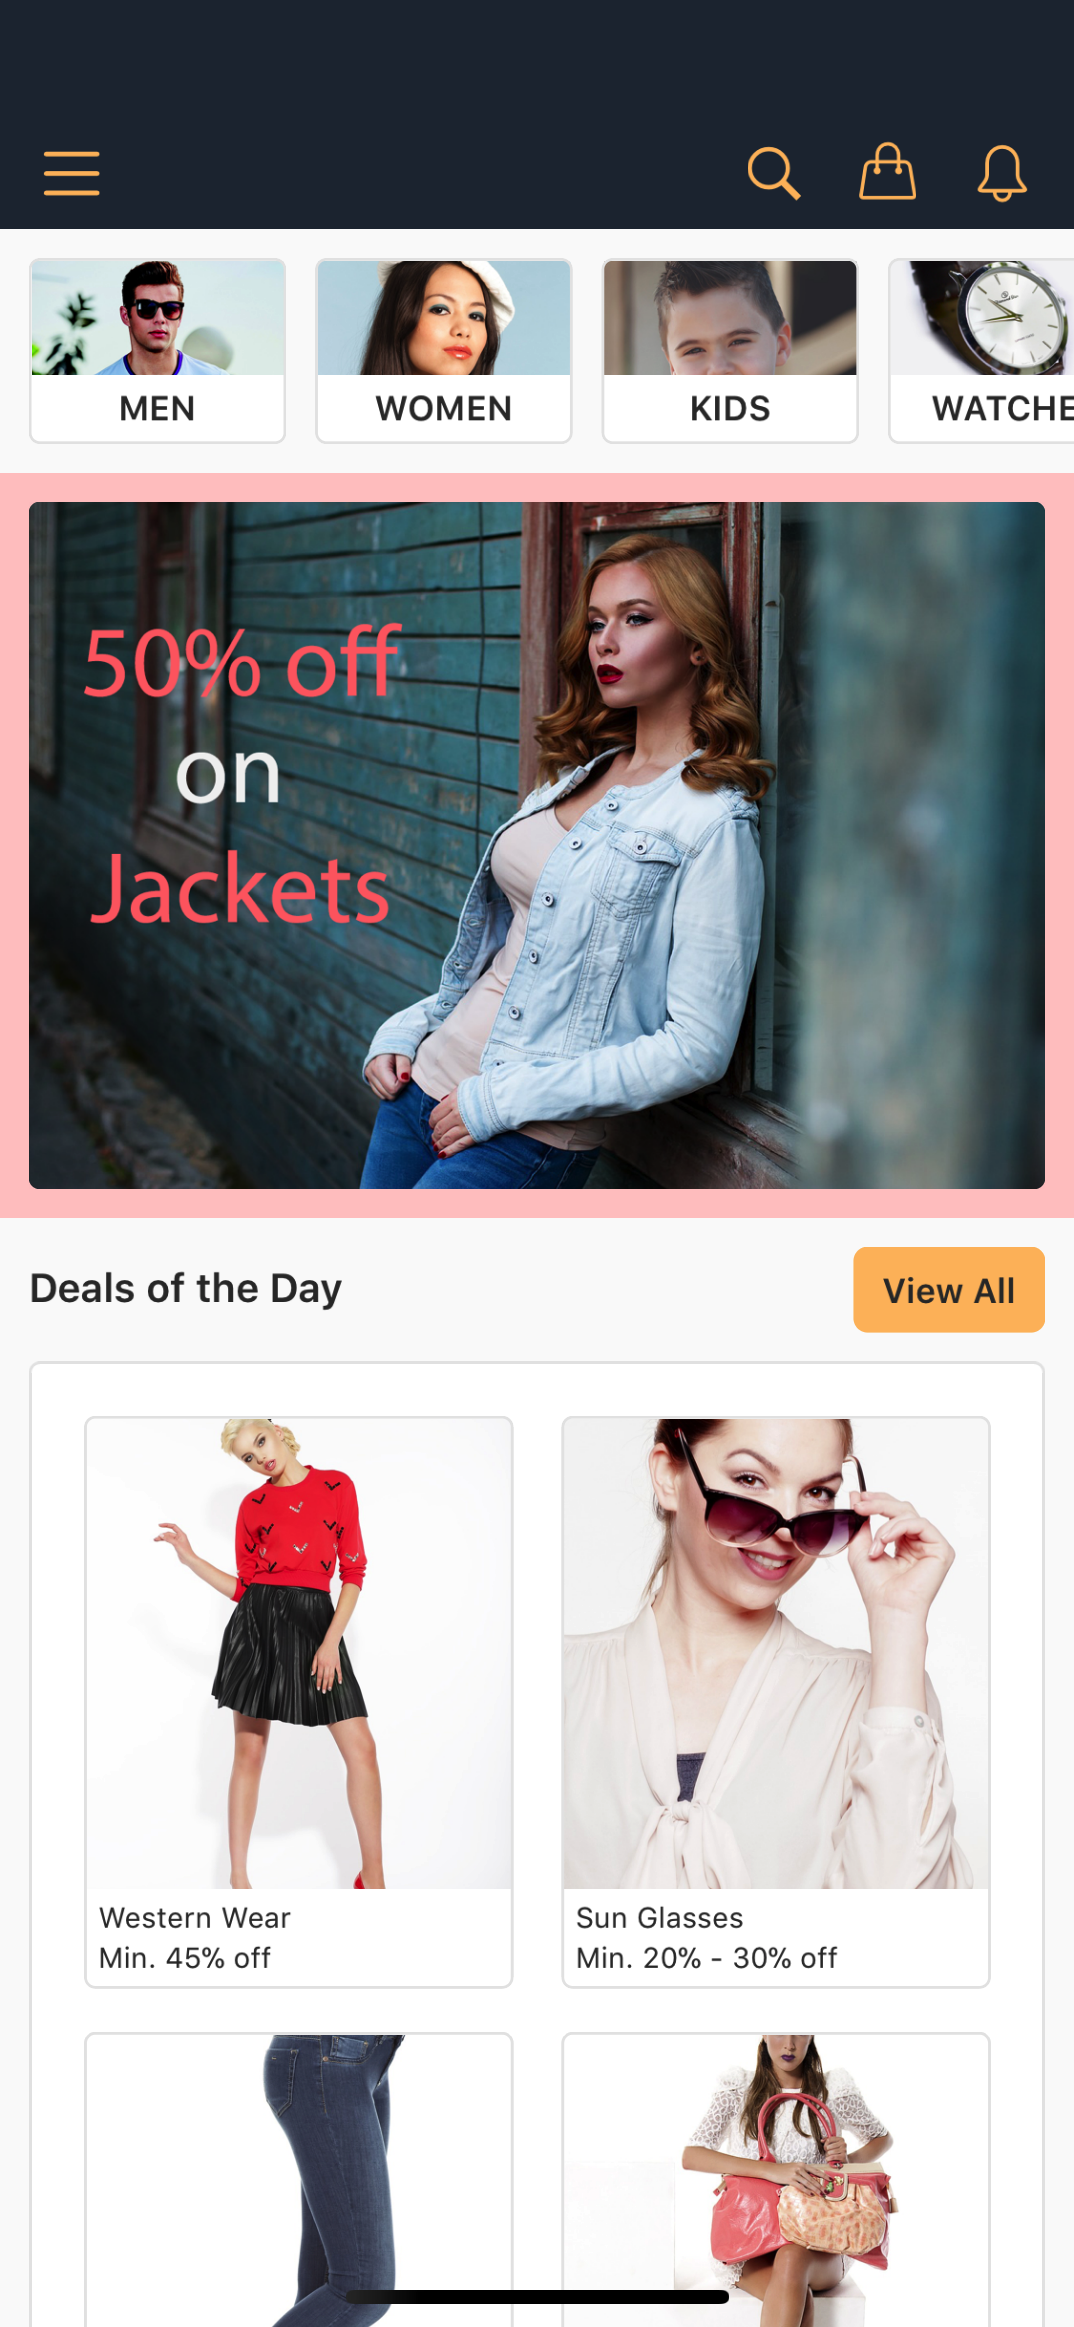 MEN
WOMEN
KIDS
WATCHE
50% off
on
Jackets
Deals of the Day
View All
Western Wear
Min. 45% off
Sun Glasses
Min. 20% - 30% off